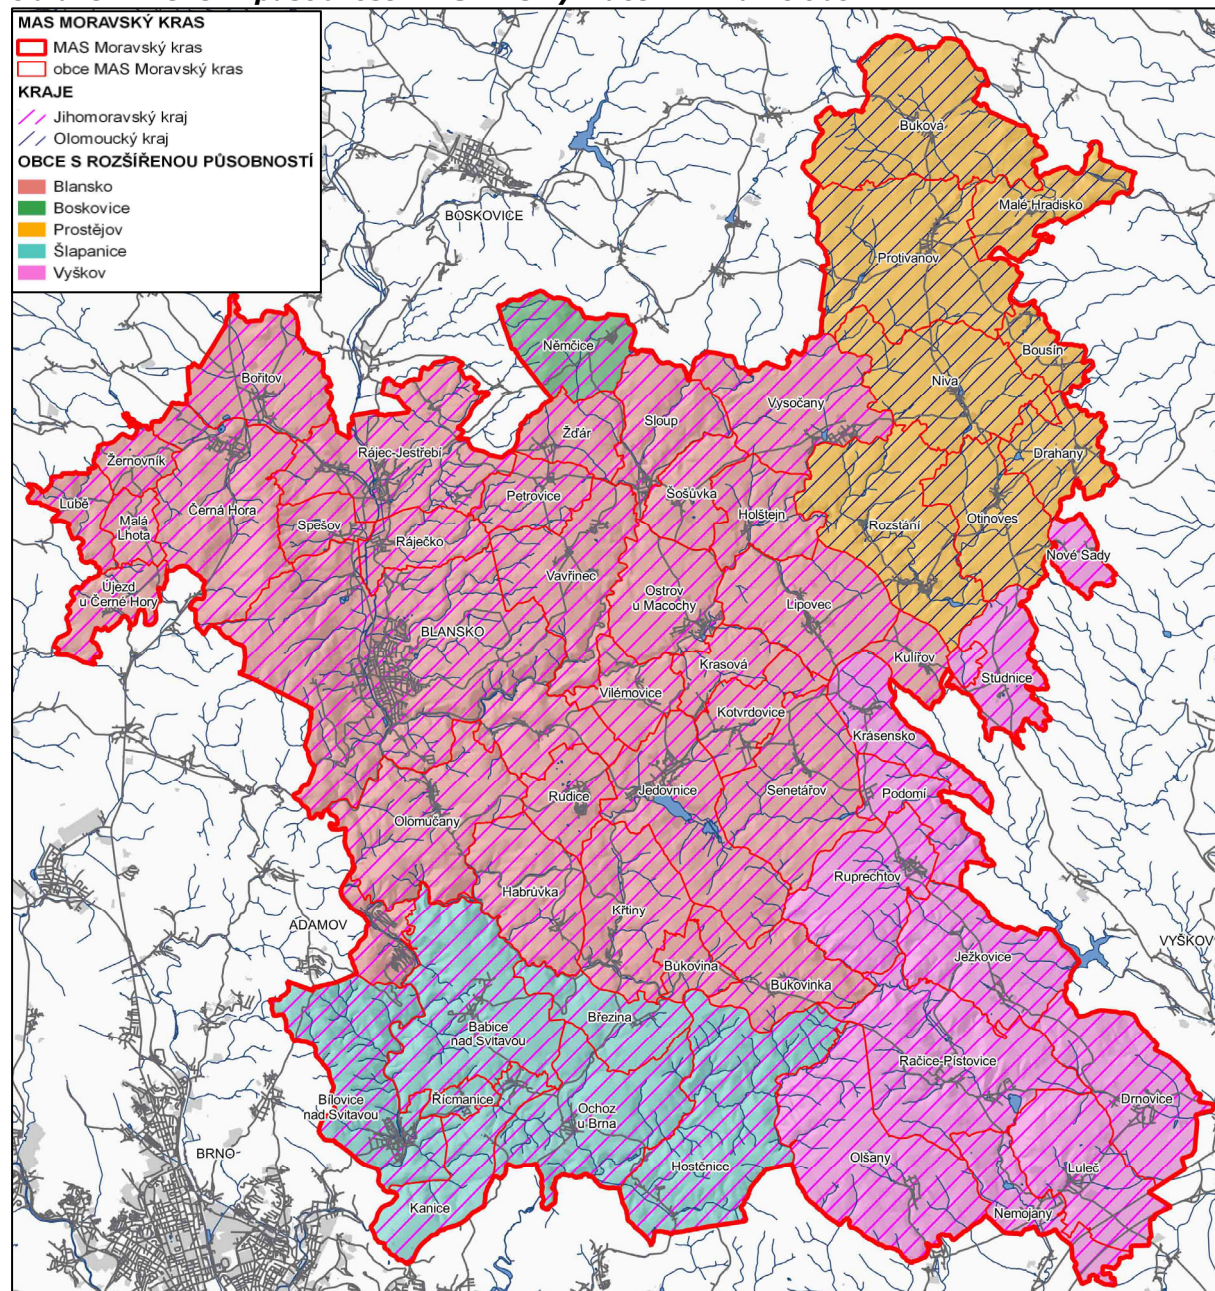 MAS MORAVSKÝ KRAS
MAS Moravský kras
obce MAS Moravský kras
KRAJE
Jihomoravský kraj
Olomoucký kraj
OBCE S ROZŠÍŘENOU PŮSOBNOSTÍ
Blansko
Boskovice
Prostějov
Šlapanice
Vyškov
Buková
Malé Hradisko
BOSKOVICE
Protivanov
Němčice
Bousín
Bořitov
Niva
Vysočany
Sloup
Žďár
Rájec-Jestřebí
Drahany
Žernovník
Petrovice
Šošůvka
Lubě
Černá Hora
Holštejn
Malá
Lhota
Spešov
Rozstání
Otinoves
Ráječko
Nové Sady
Vavřinec
Újezd
u Černé Hory
Ostrov
u Macochy
Lipovec
BLANSKO
Kulířov
Krasová
Studnice
Vilémovice
Kotvrdovice
Krásensko
Rudice
Jedovnice
Senetářov
Podomí
Olomučany
Ruprechtov
Habrůvka
Křtiny
ADAMOV
VYŠKOV
Ježkovice
Bukovina
Bukovinka
Březina
Babice
nad Svitavou
Račice-Pístovice
Bílovice
nad Svitavou
Řícmanice
Ochoz
u Brna
Drnovice
BRNO
Olšany
Hostěnice
Luleč
Kanice
Nemojany